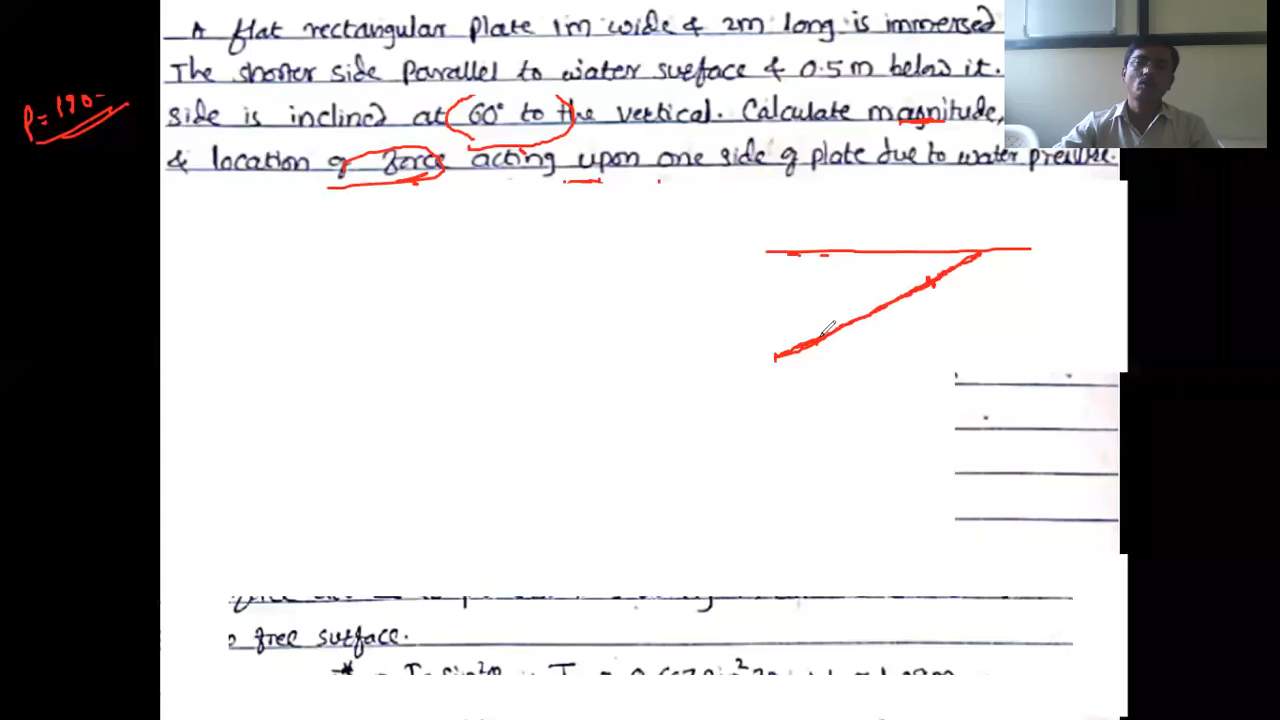 A flat rectangular plate 1m wide & 2m long is immersed
The shorter side parallel to water surface & 0.5m below it.
side is inclined at 60° to the vertical. Calculate magnitude,
& location of force acting upon one side of plate due to water pressure.
free surface.